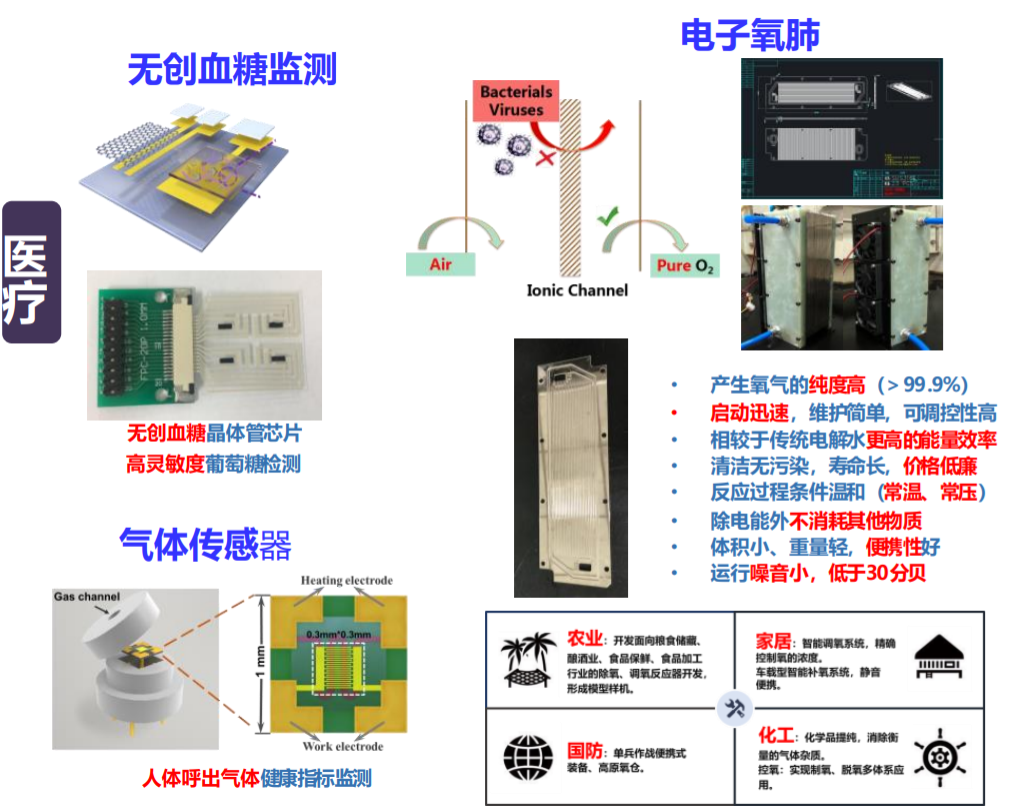 医
疗
无创血糖监测
FPC-20P 1.0MM
无创血糖晶体管芯片
高灵敏度葡萄糖检测
气体传感器
Gas channel
Heating electrode
0.3mm*0.3mm
1 mm
Work electrode
人体呼出气体健康指标监测
电子氧肺
Bacterials
Viruses
Air
Pure O₂
Ionic Channel
• 产生氧气的纯度高（＞99.9%）
• 启动迅速，维护简单，可调控性高
• 相较于传统电解水更高的能量效率
• 清洁无污染，寿命长，价格低廉
• 反应过程条件温和（常温、常压）
• 除电能外不消耗其他物质
• 体积小、重量轻，便携性好
• 运行噪音小，低于30分贝
农业：开发面向粮食储藏、
酿酒业、食品保鲜、食品加工
行业的除氧、调氧反应器开发，
形成模型样机。
家居：智能调氧系统，精确
控制氧的浓度。
车载型智能补氧系统，静音
便携。
国防：单兵作战便携式
装备、高原氧仓。
化工：化学品提纯，消除衡
量的气体杂质。
控氧：实现制氧、脱氧多体系应
用。